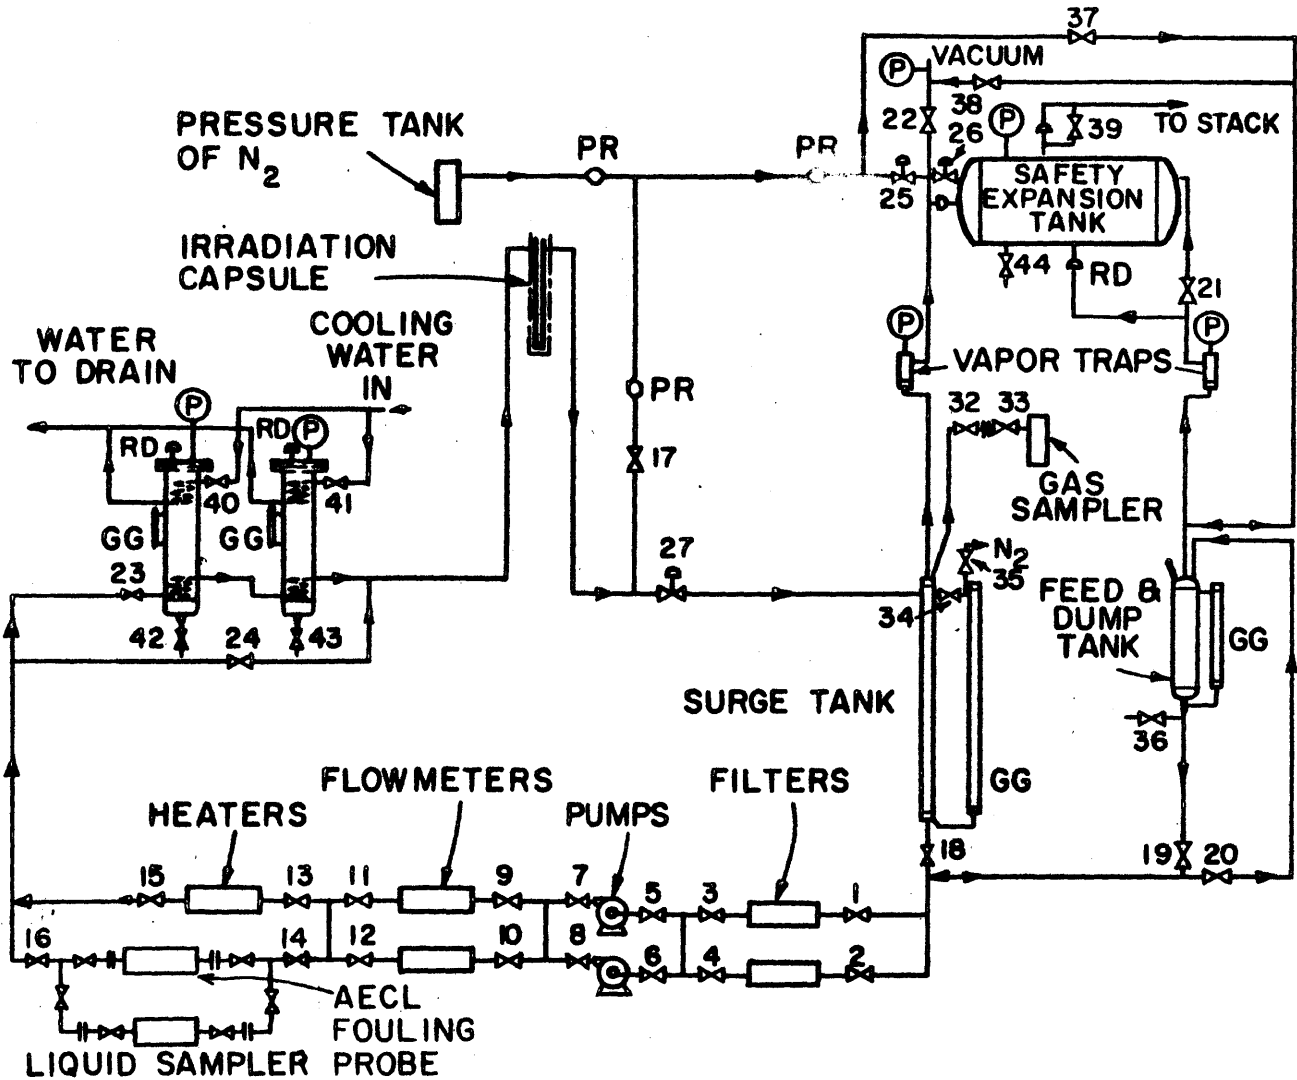 37
P VACUUM
38
22 P 26
39
TO STACK
PRESSURE TANK
OF N2
PR
PR
25
SAFETY
EXPANSION
TANK
44 RD 21
IRRADIATION
CAPSULE
COOLING
WATER
IN
WATER
TO DRAIN
P
P
VAPOR TRAPS
PR
P
RD
RD P
32 33
17
GAS
SAMPLER
40 41
GG GG
23
42 24 43
27
N2
35
34
FEED &
DUMP
TANK
GG
36
SURGE TANK
GG
FLOWMETERS
FILTERS
HEATERS
PUMPS
18 19 20
15 13 11 9 7 5 3 1
16 14 12 10 8 6 4 2
AECL
FOULING
PROBE
LIQUID SAMPLER